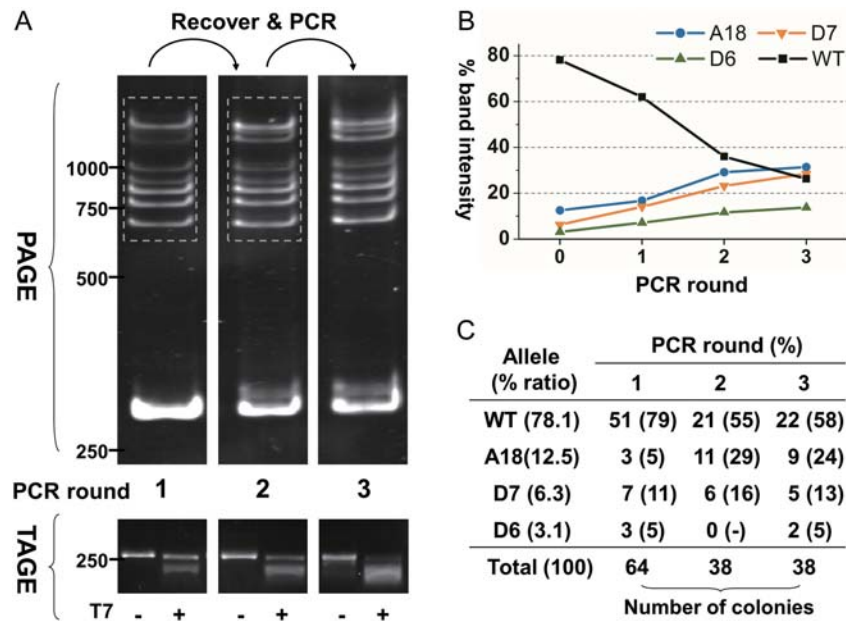 A
Recover & PCR
PAGE
1000
750
500
250
PCR round 1 2 3
TAGE
250
T7 - + - + - +
B
A18 D7
D6 WT
% band intensity
80
60
40
20
0
0 1 2 3
PCR round
C
Allele (% ratio) PCR round (%)
1 2 3
WT (78.1) 51 (79) 21 (55) 22 (58)
A18(12.5) 3 (5) 11 (29) 9 (24)
D7 (6.3) 7 (11) 6 (16) 5 (13)
D6 (3.1) 3 (5) 0 (-) 2 (5)
Total (100) 64 38 38
Number of colonies